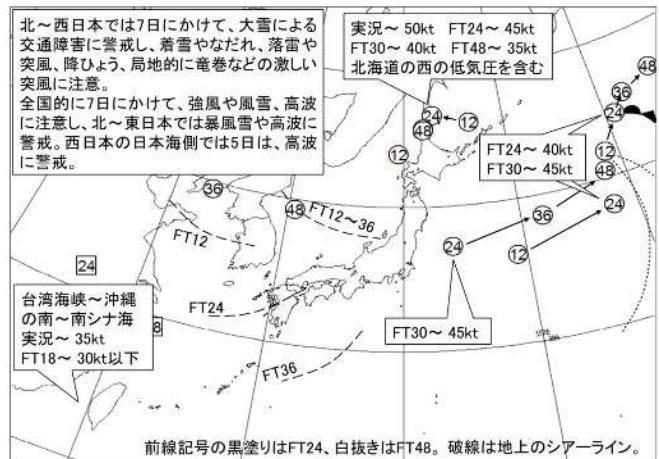 北～西日本では7日にかけて、大雪による
交通障害に警戒し、着雪やなだれ、落雷や
突風、降ひょう、局地的に竜巻などの激しい
突風に注意。
全国的に7日にかけて、強風や風雪、高波
に注意し、北～東日本では暴風雪や高波に
警戒。西日本の日本海側では5日は、高波
に警戒。
実況～ 50kt FT24～ 45kt
FT30～ 40kt FT48～ 35kt
北海道の西の低気圧を含む
48
36
24
24
12
48
12
12
FT24～ 40kt
FT30～ 45kt
48
36
48
24
36
FT12～36
FT12
24
12
24
台湾海峡～沖縄
の南～南シナ海
実況～ 35kt
FT18～ 30kt以下
8
FT24
FT30～ 45kt
FT36
前線記号の黒塗りはFT24、白抜きはFT48。破線は地上のシアーライン。